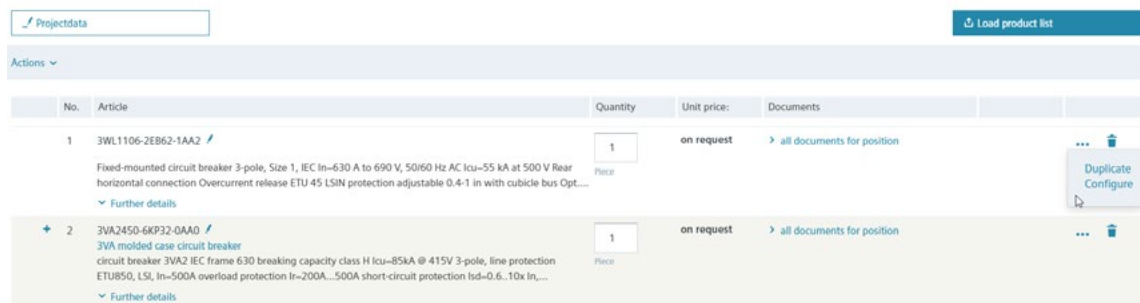 Projectdata
Load product list
Actions
No. Article Quantity Unit price: Documents
1 3WL1106-2EB62-1AA2 1 on request all documents for position ...
Fixed-mounted circuit breaker 3-pole, Size 1, IEC In=630 A to 690 V, 50/60 Hz AC Icu=55 kA at 500 V Rear
Piece
horizontal connection Overcurrent release ETU 45 LSIN protection adjustable 0.4-1 in with cubicle bus Opt....
Further details
Duplicate
Configure
+ 2 3VA2450-6KP32-0AA0 1 on request all documents for position ...
3VA molded case circuit breaker
circuit breaker 3VA2 IEC frame 630 breaking capacity class H Icu=85kA @ 415V 3-pole, line protection
Piece
ETU850, LSI, In=500A overload protection Ir=200A...500A short-circuit protection Isd=0.6..10x In,...
Further details